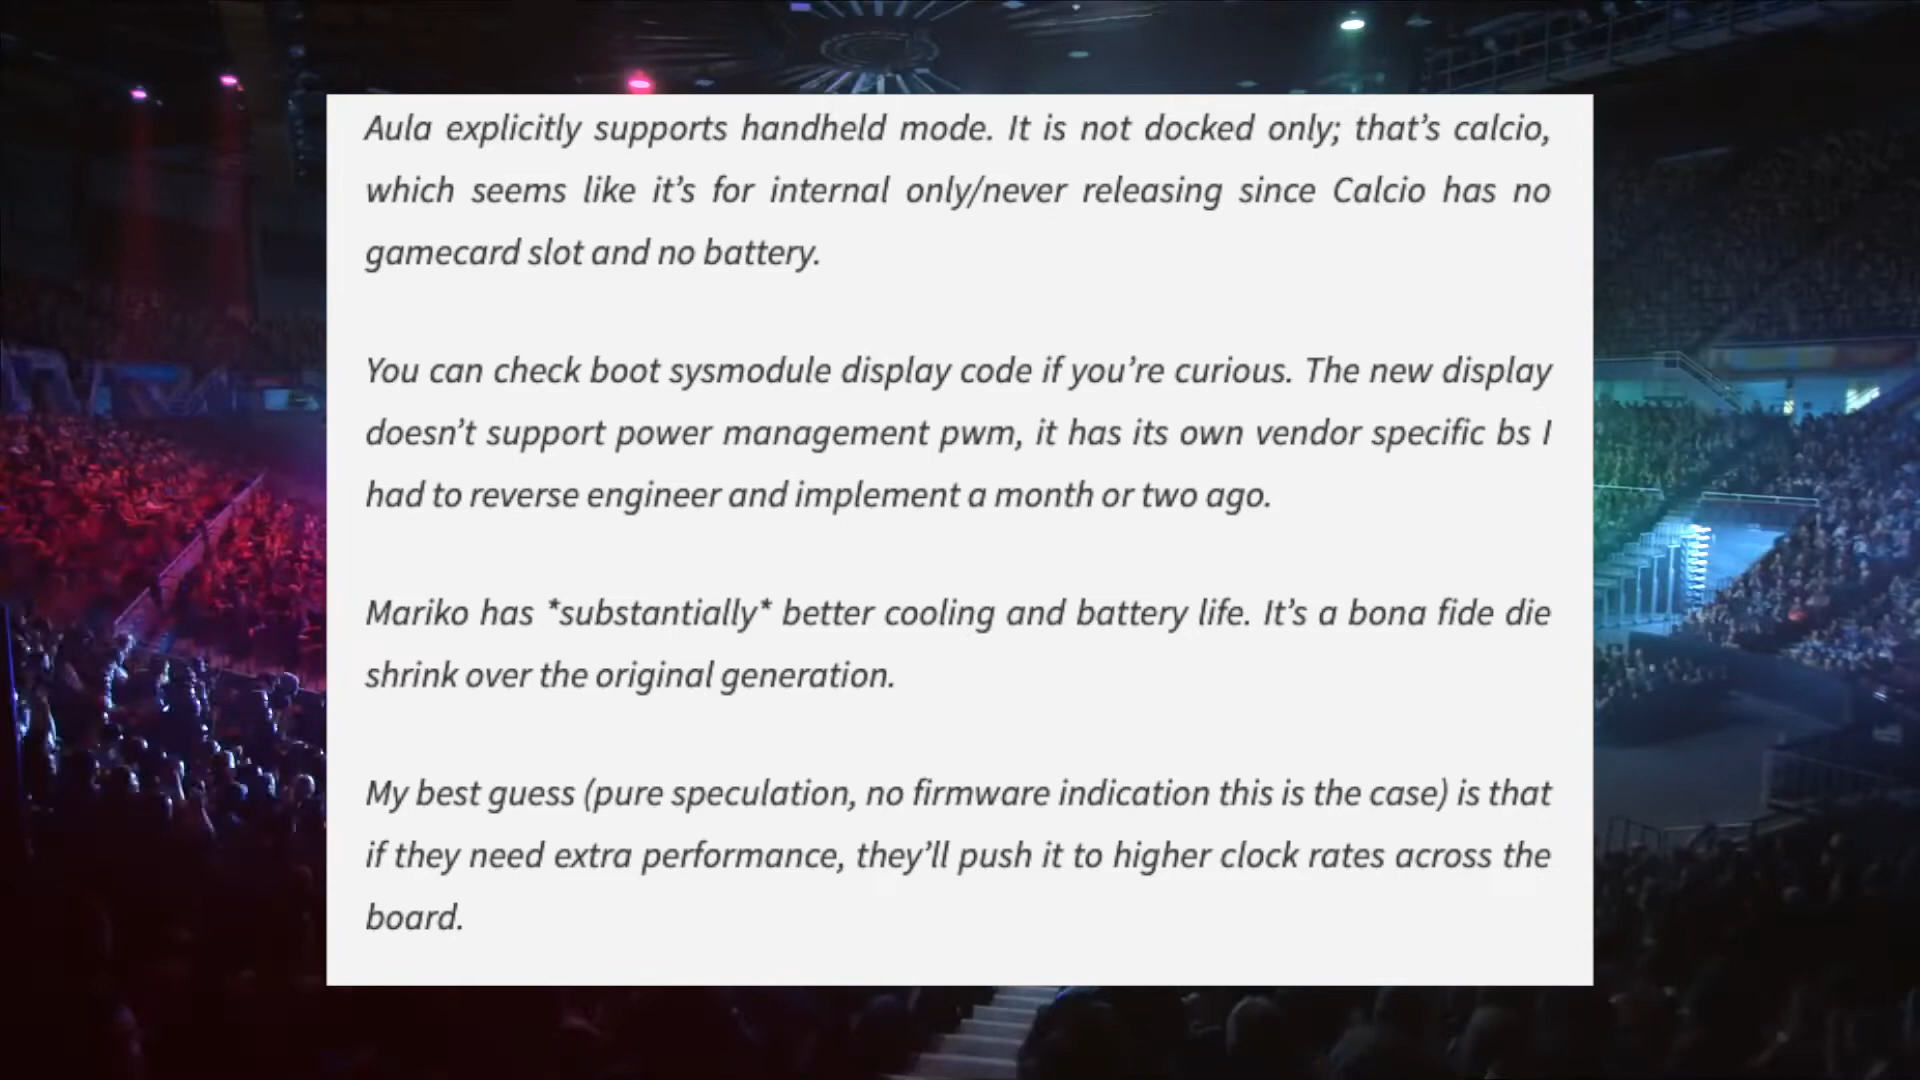 Aula explicitly supports handheld mode. It is not docked only; that’s calcio,
which seems like it’s for internal only/never releasing since Calcio has no
gamecard slot and no battery.
You can check boot sysmodule display code if you’re curious. The new display
doesn’t support power management pwm, it has its own vendor specific bs I
had to reverse engineer and implement a month or two ago.
Mariko has *substantially* better cooling and battery life. It’s a bona fide die
shrink over the original generation.
My best guess (pure speculation, no firmware indication this is the case) is that
if they need extra performance, they’ll push it to higher clock rates across the
board.